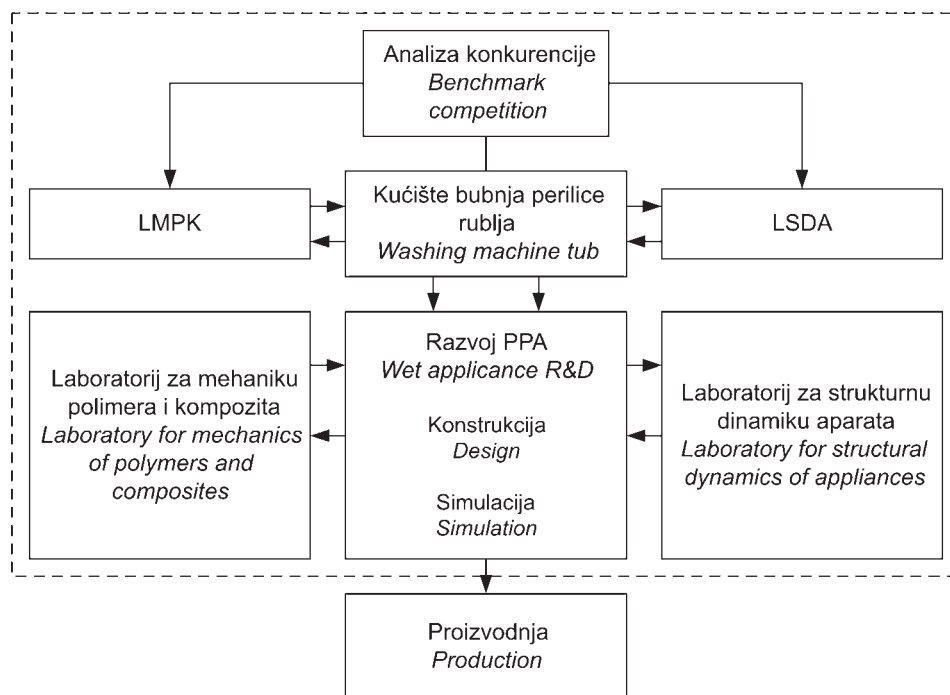 Analiza konkurencije
Benchmark
competition
LMPK
Kućište bubnja perilice
rublja
Washing machine tub
LSDA
Laboratorij za mehaniku
polimera i kompozita
Laboratory for mechanics
of polymers and
composites
Razvoj PPA
Wet applicance R&D
Konstrukcija
Design
Simulacija
Simulation
Laboratorij za strukturnu
dinamiku aparata
Laboratory for structural
dynamics of appliances
Proizvodnja
Production